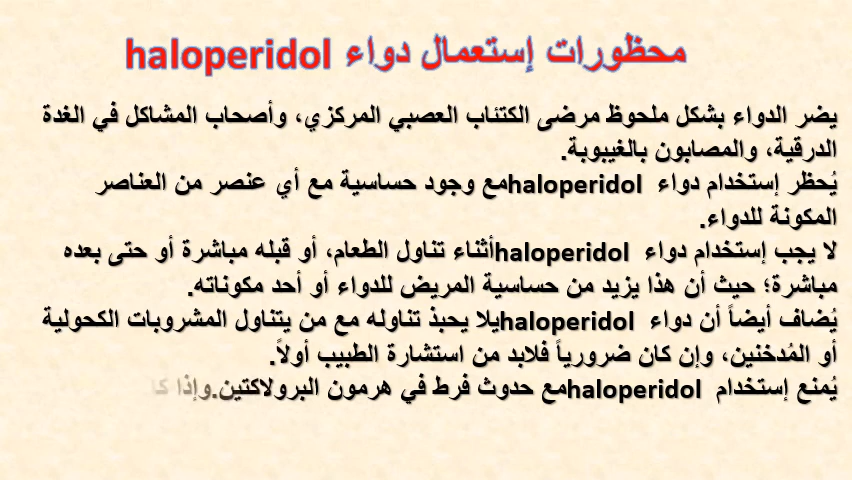 محظورات إستعمال دواء haloperidol
يضر الدواء بشكل ملحوظ مرضى الكتئاب العصبي المركزي، وأصحاب المشاكل في الغدة
الدرقية، والمصابون بالغيبوبة.
يُحظر إستخدام دواء haloperidolمع وجود حساسية مع أي عنصر من العناصر
المكونة للدواء.
لا يجب إستخدام دواء haloperidolأثناء تناول الطعام، أو قبله مباشرة أو حتى بعده
مباشرة؛ حيث أن هذا يزيد من حساسية المريض للدواء أو أحد مكوناته.
يُضاف أيضاً أن دواء haloperidolيلا يحبذ تناوله مع من يتناول المشروبات الكحولية
أو المُدخنين، وإن كان ضرورياً فلابد من استشارة الطبيب أولاً.
يُمنع إستخدام haloperidolمع حدوث فرط في هرمون البرولاكتين.وإذا